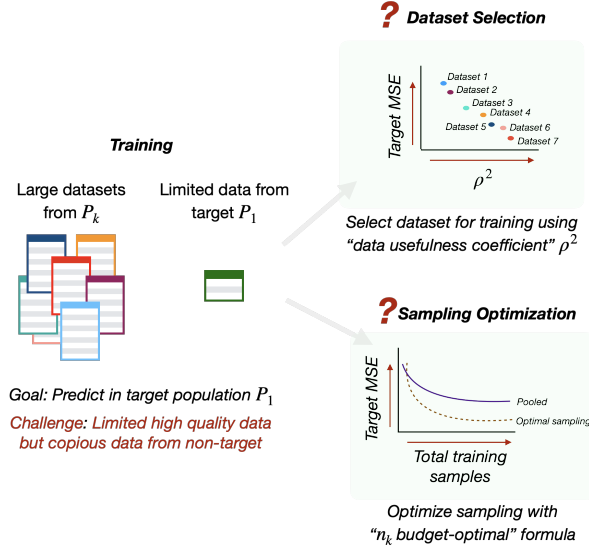 Training
Large datasets
from P_k
Limited data from
target P_1
Goal: Predict in target population P_1
Challenge: Limited high quality data
but copious data from non-target
? Dataset Selection
Target MSE
Dataset 1
Dataset 2
Dataset 3
Dataset 4
Dataset 5
Dataset 6
Dataset 7
ρ²
Select dataset for training using
“data usefulness coefficient” ρ²
? Sampling Optimization
Target MSE
Pooled
Optimal sampling
Total training
samples
Optimize sampling with
“n_k budget-optimal” formula